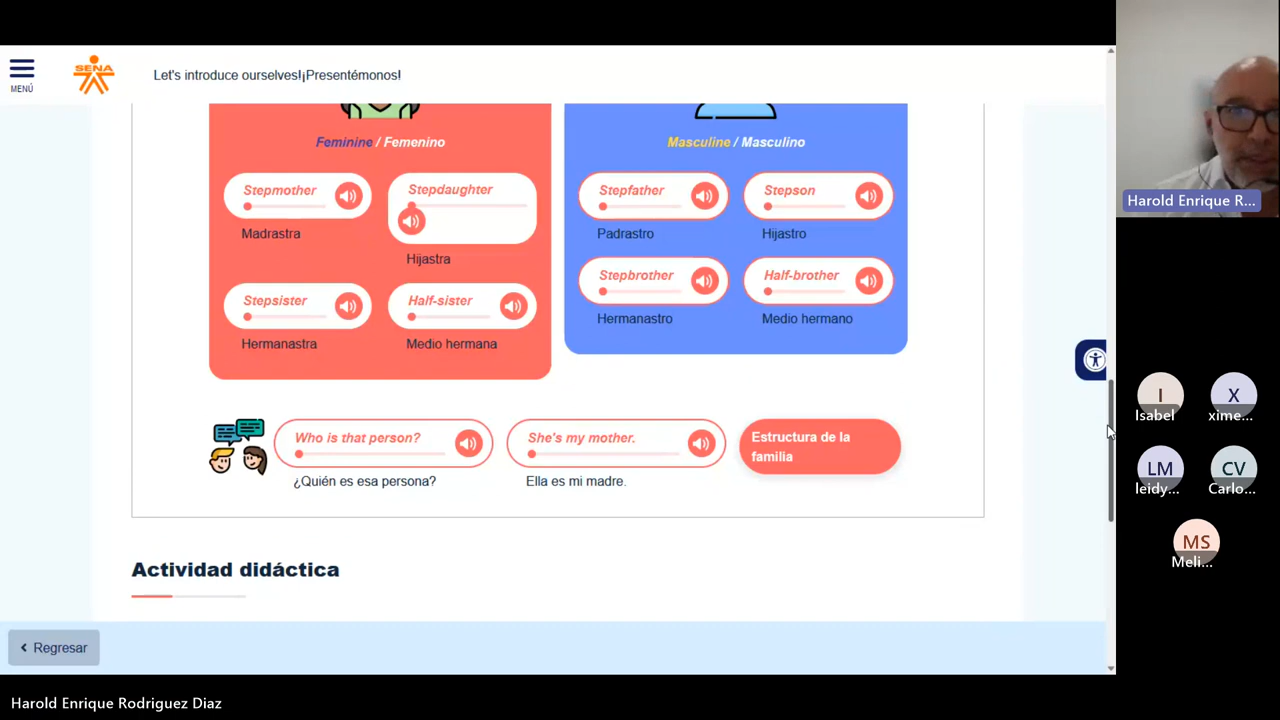 MENÚ
SENA
Let's introduce ourselves!¡Presentémonos!
Feminine / Femenino
Masculine / Masculino
Stepmother
Stepdaughter
Stepfather
Stepson
Madrastra
Hijastra
Padrastro
Hijastro
Stepsister
Half-sister
Stepbrother
Half-brother
Hermanastra
Medio hermana
Hermanastro
Medio hermano
Who is that person?
She's my mother.
Estructura de la
familia
¿Quién es esa persona?
Ella es mi madre.
Actividad didáctica
Regresar
Harold Enrique R...
I
Isabel
X
xime...
LM
leidy...
CV
Carlo...
MS
Meli...
Harold Enrique Rodriguez Diaz